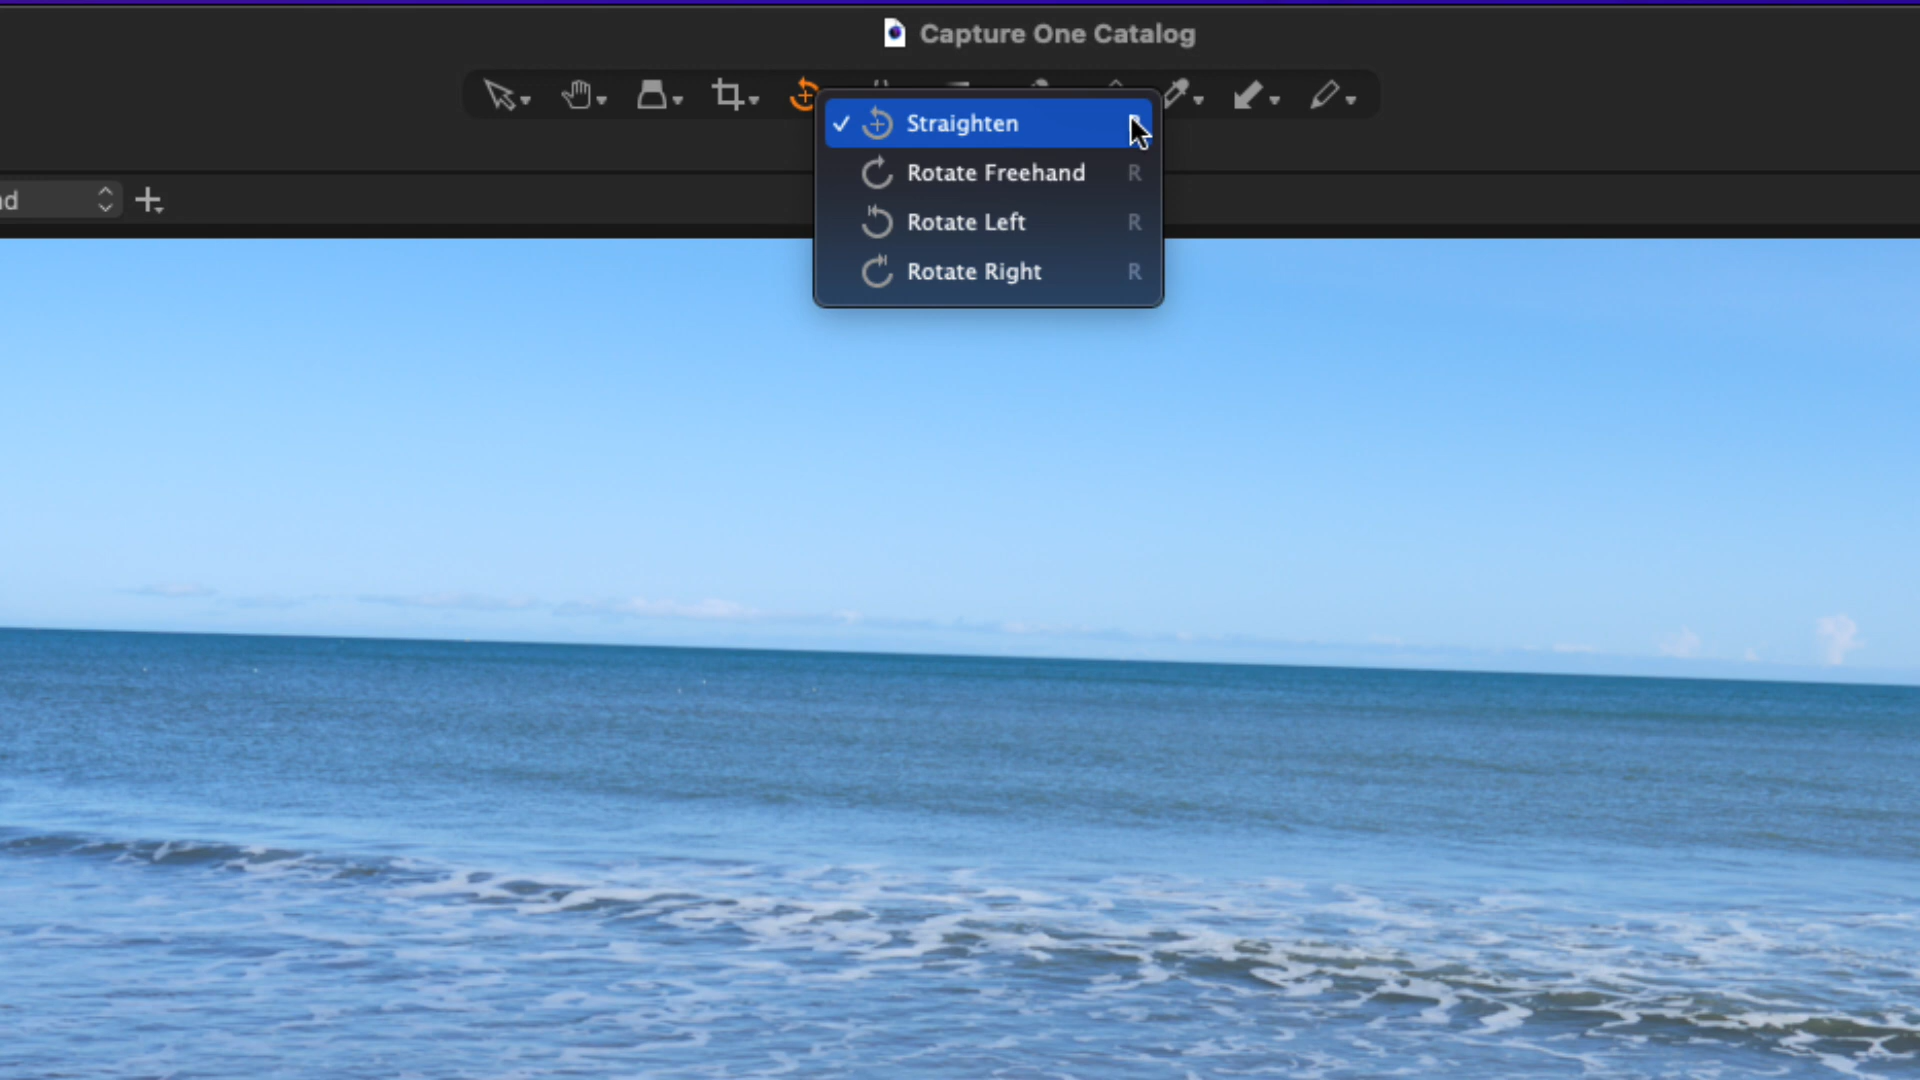 Capture One Catalog
Straighten
Rotate Freehand R
Rotate Left R
Rotate Right R